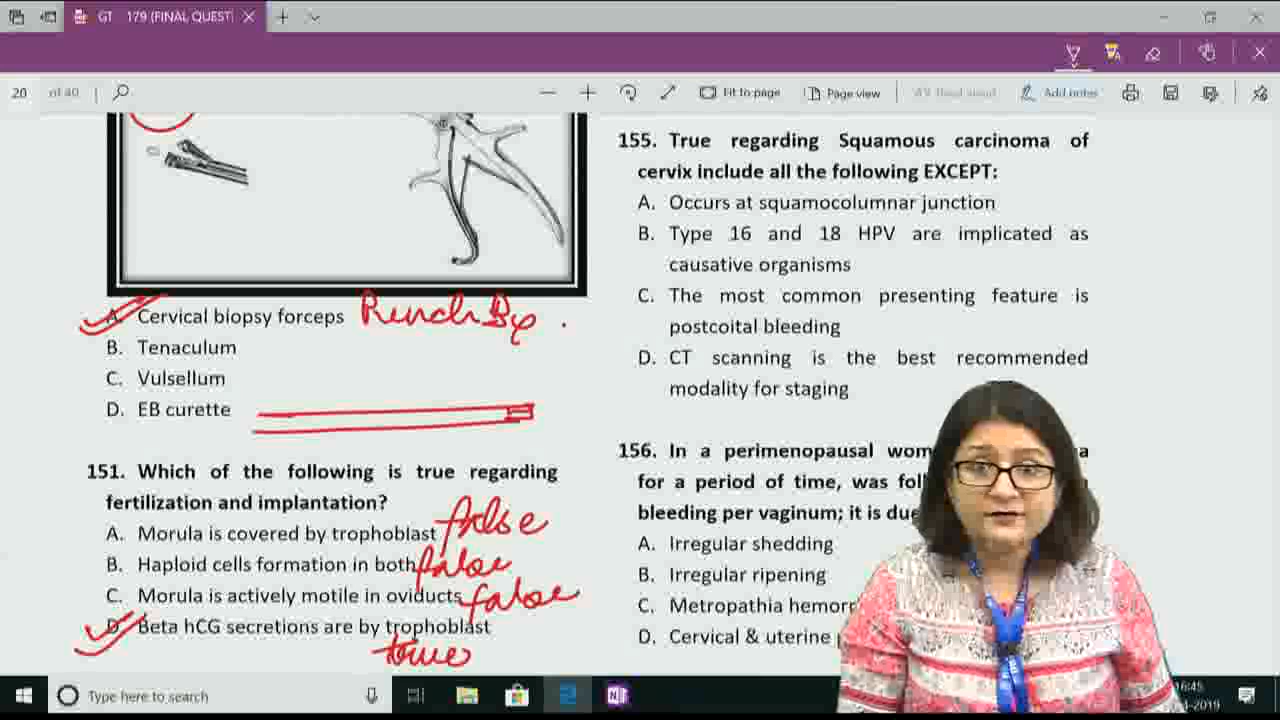 GT 179 (FINAL QUEST
20 of 40
Fit to page
Page view
Read aloud
Add notes
A. Cervical biopsy forceps
Punch Bx
B. Tenaculum
C. Vulsellum
D. EB curette
151. Which of the following is true regarding
fertilization and implantation?
A. Morula is covered by trophoblast false
B. Haploid cells formation in both false
C. Morula is actively motile in oviducts false
D. Beta hCG secretions are by trophoblast
true
155. True regarding Squamous carcinoma of
cervix include all the following EXCEPT:
A. Occurs at squamocolumnar junction
B. Type 16 and 18 HPV are implicated as
causative organisms
C. The most common presenting feature is
postcoital bleeding
D. CT scanning is the best recommended
modality for staging
156. In a perimenopausal
for a period of time, was
bleeding per vaginum; it is due
A. Irregular shedding
B. Irregular ripening
C. Metropathia
D. Cervical & uterine
Type here to search
16:45
-2019